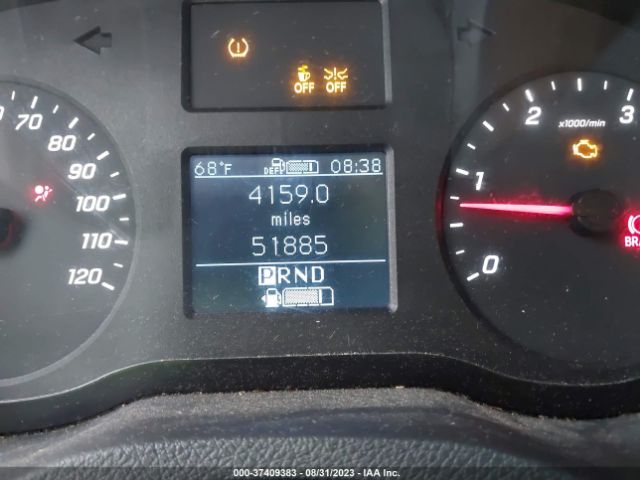 OFF OFF
70
80
90
100
110
120
68°F DEF 08:38
4159.0
miles
51885
PRND
3
2
x1000/min
1
0
000-37409383 - 08/31/2023 - IAA Inc.